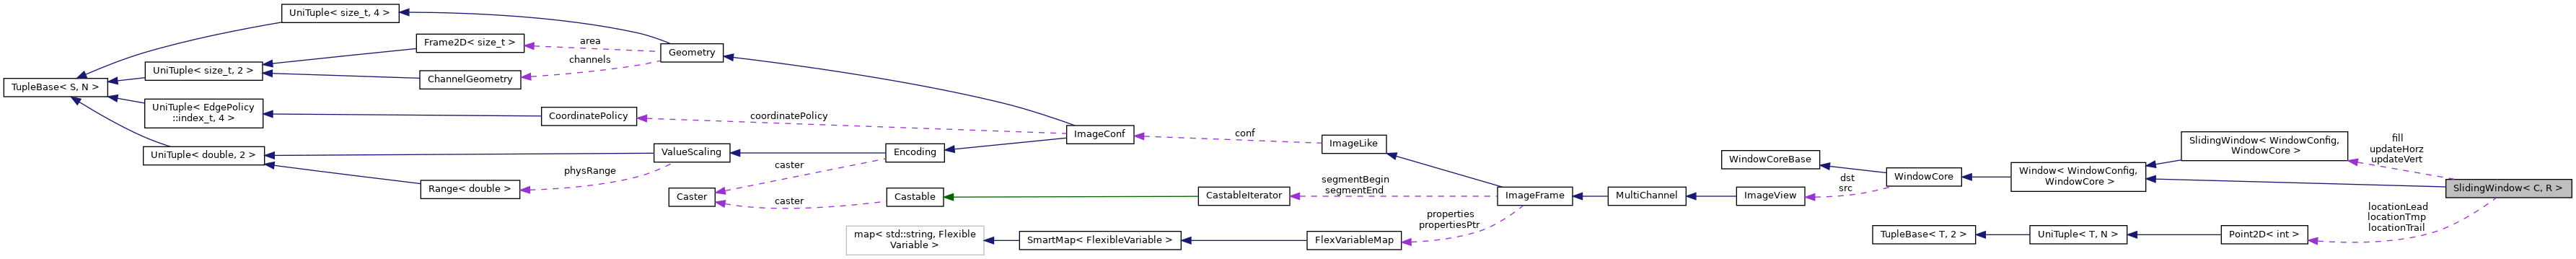 UniTuple< size_t, 4 >
Frame2D< size_t >
area
Geometry
channels
UniTuple< size_t, 2 >
ChannelGeometry
TupleBase< S, N >
UniTuple< EdgePolicy
::index_t, 4 >
CoordinatePolicy
coordinatePolicy
ImageConf
conf
ImageLike
UniTuple< double, 2 >
ValueScaling
Encoding
physRange
caster
Range< double >
Caster
caster
Castable
segmentBegin
segmentEnd
CastableIterator
ImageFrame
MultiChannel
ImageView
dst
src
WindowCoreBase
WindowCore
Window< WindowConfig,
WindowCore >
SlidingWindow< WindowConfig,
WindowCore >
fill
updateHorz
updateVert
SlidingWindow< C, R >
properties
propertiesPtr
map< std::string, Flexible
Variable >
SmartMap< FlexibleVariable >
FlexVariableMap
TupleBase< T, 2 >
UniTuple< T, N >
Point2D< int >
locationLead
locationTmp
locationTrail